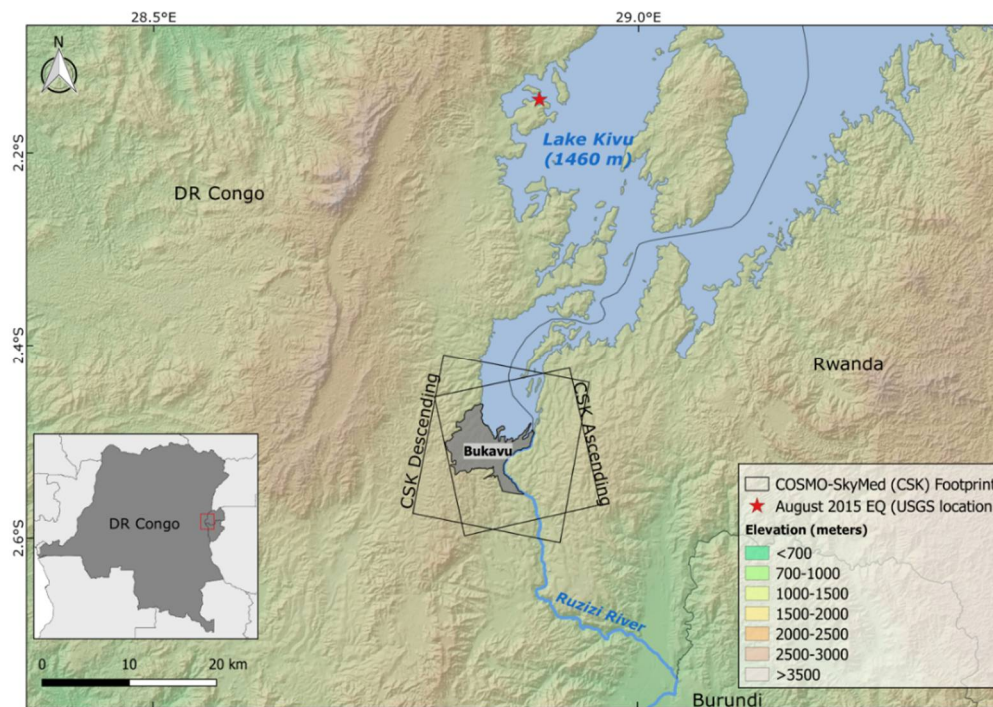 28.5°E
29.0°E
N
2.2°S
2.4°S
2.6°S
Lake Kivu
(1460 m)
DR Congo
Rwanda
CSK Descending
CSK Ascending
Bukavu
Ruzizi River
Burundi
DR Congo
0 10 20 km
COSMO-SkyMed (CSK) Footprint
August 2015 EQ (USGS location
Elevation (meters)
<700
700-1000
1000-1500
1500-2000
2000-2500
2500-3000
>3500